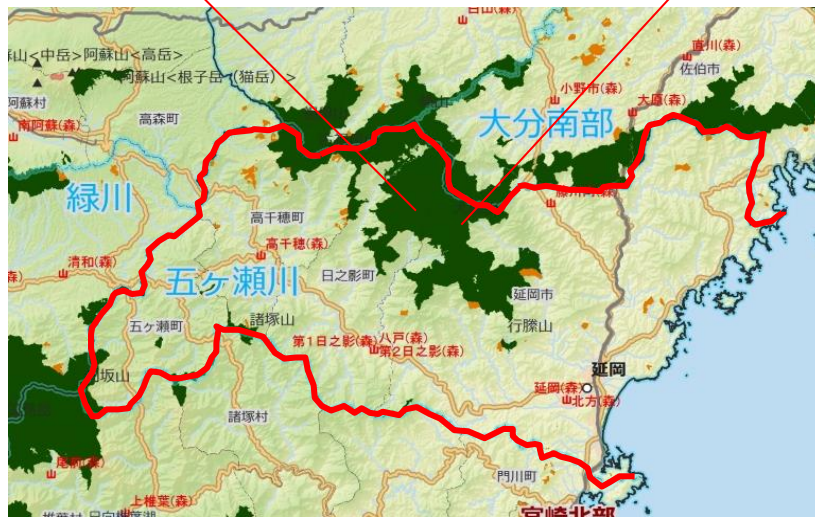 白山(森)
直川(森)
佐伯市
阿蘇山<高岳>
阿蘇山<根子岳(猫岳)>
阿蘇村
高森町
小野市(森)
大原(森)
南阿蘇(森)
大分南部
緑川
高千穂町
清和(森)
高千穂(森)
五ヶ瀬川
日之影町
延岡市
行縢山
五ヶ瀬町
諸塚山
第1日之影(森)
八戸(森)
第2日之影(森)
延岡
延岡(森)
北方(森)
諸塚村
門川町
上椎葉(森)
宮崎北部